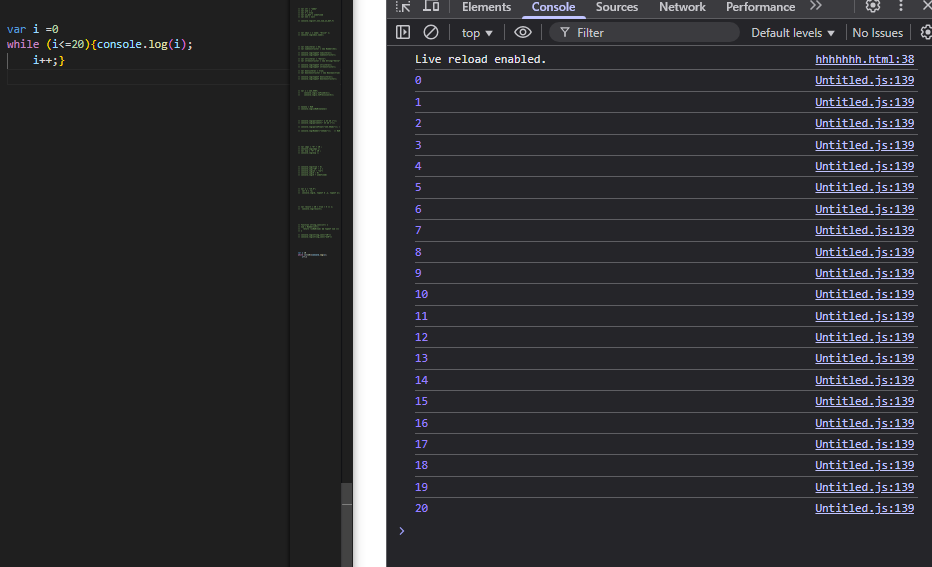 var i =0
while (i<=20){console.log(i);
i++;}
Elements Console Sources Network Performance
top Filter Default levels No Issues
Live reload enabled. hhhhhhh.html:38
0 Untitled.js:139
1 Untitled.js:139
2 Untitled.js:139
3 Untitled.js:139
4 Untitled.js:139
5 Untitled.js:139
6 Untitled.js:139
7 Untitled.js:139
8 Untitled.js:139
9 Untitled.js:139
10 Untitled.js:139
11 Untitled.js:139
12 Untitled.js:139
13 Untitled.js:139
14 Untitled.js:139
15 Untitled.js:139
16 Untitled.js:139
17 Untitled.js:139
18 Untitled.js:139
19 Untitled.js:139
20 Untitled.js:139